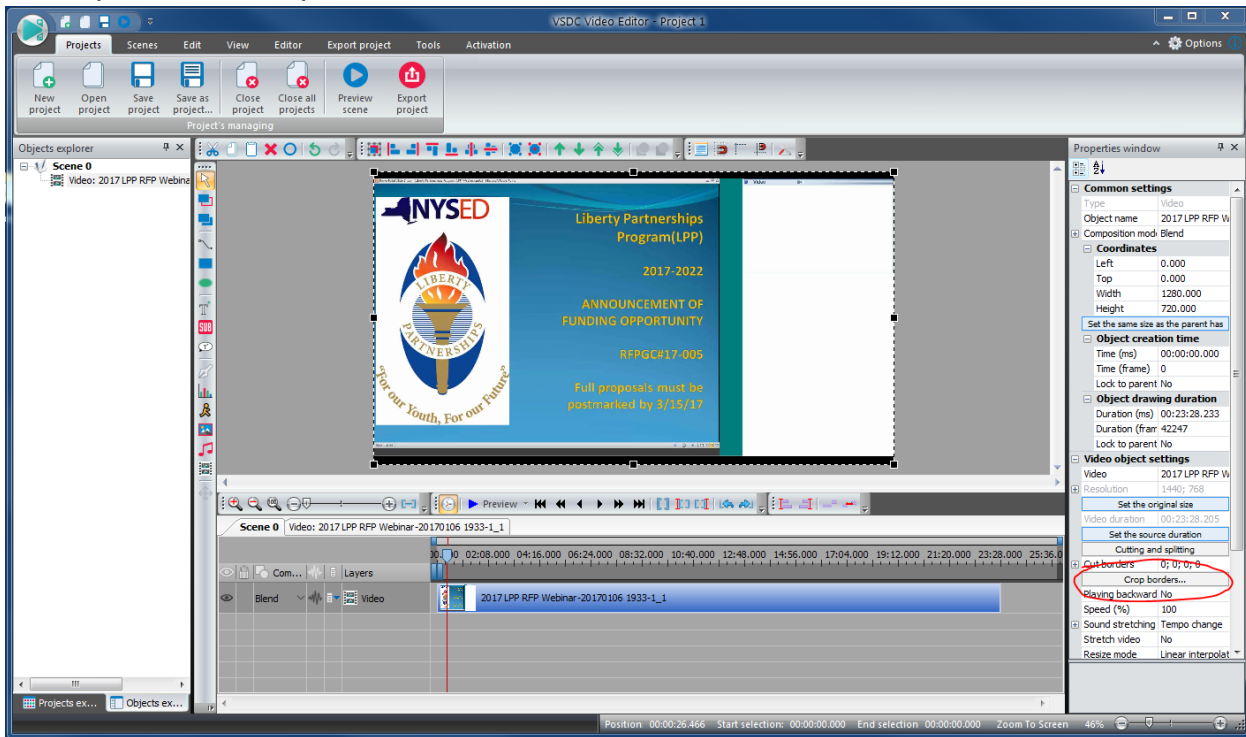 VSDC Video Editor - Project 1
Projects Scenes Edit View Editor Export project Tools Activation
Options
New project
Open project
Save project
Save as project...
Close project
Close all projects
Preview scene
Export project
Project's managing
Objects explorer
Scene 0
Video: 2017 LPP RFP Webina
SUB
NYSED
LIBERTY
PARTNERSHIPS
"For our Youth, For our Future"
Liberty Partnerships
Program(LPP)
2017-2022
ANNOUNCEMENT OF
FUNDING OPPORTUNITY
RFPGC#17-005
Full proposals must be
postmarked by 3/15/17
Video
Properties window
Common settings
Type Video
Object name 2017 LPP RFP W
Composition mode Blend
Coordinates
Left 0.000
Top 0.000
Width 1280.000
Height 720.000
Set the same size as the parent has
Object creation time
Time (ms) 00:00:00.000
Time (frame) 0
Lock to parent No
Object drawing duration
Duration (ms) 00:23:28.233
Duration (fram 42247
Lock to parent No
Video object settings
Video 2017 LPP RFP W
Resolution 1440; 768
Set the original size
Video duration 00:23:28.205
Set the source duration
Cutting and splitting
Cut borders 0; 0; 0; 0
Crop borders...
Playing backward No
Speed (%) 100
Sound stretching Tempo change
Stretch video No
Resize mode Linear interpolat
Preview
Scene 0 Video: 2017 LPP RFP Webinar-20170106 1933-1_1
02:08.000 04:16.000 06:24.000 08:32.000 10:40.000 12:48.000 14:56.000 17:04.000 19:12.000 21:20.000 23:28.000 25:36.0
Com... Layers
Blend Video 2017 LPP RFP Webinar-20170106 1933-1_1
Projects ex... Objects ex...
Position 00:00:26.466 Start selection: 00:00:00.000 End selection 00:00:00.000 Zoom To Screen 46%